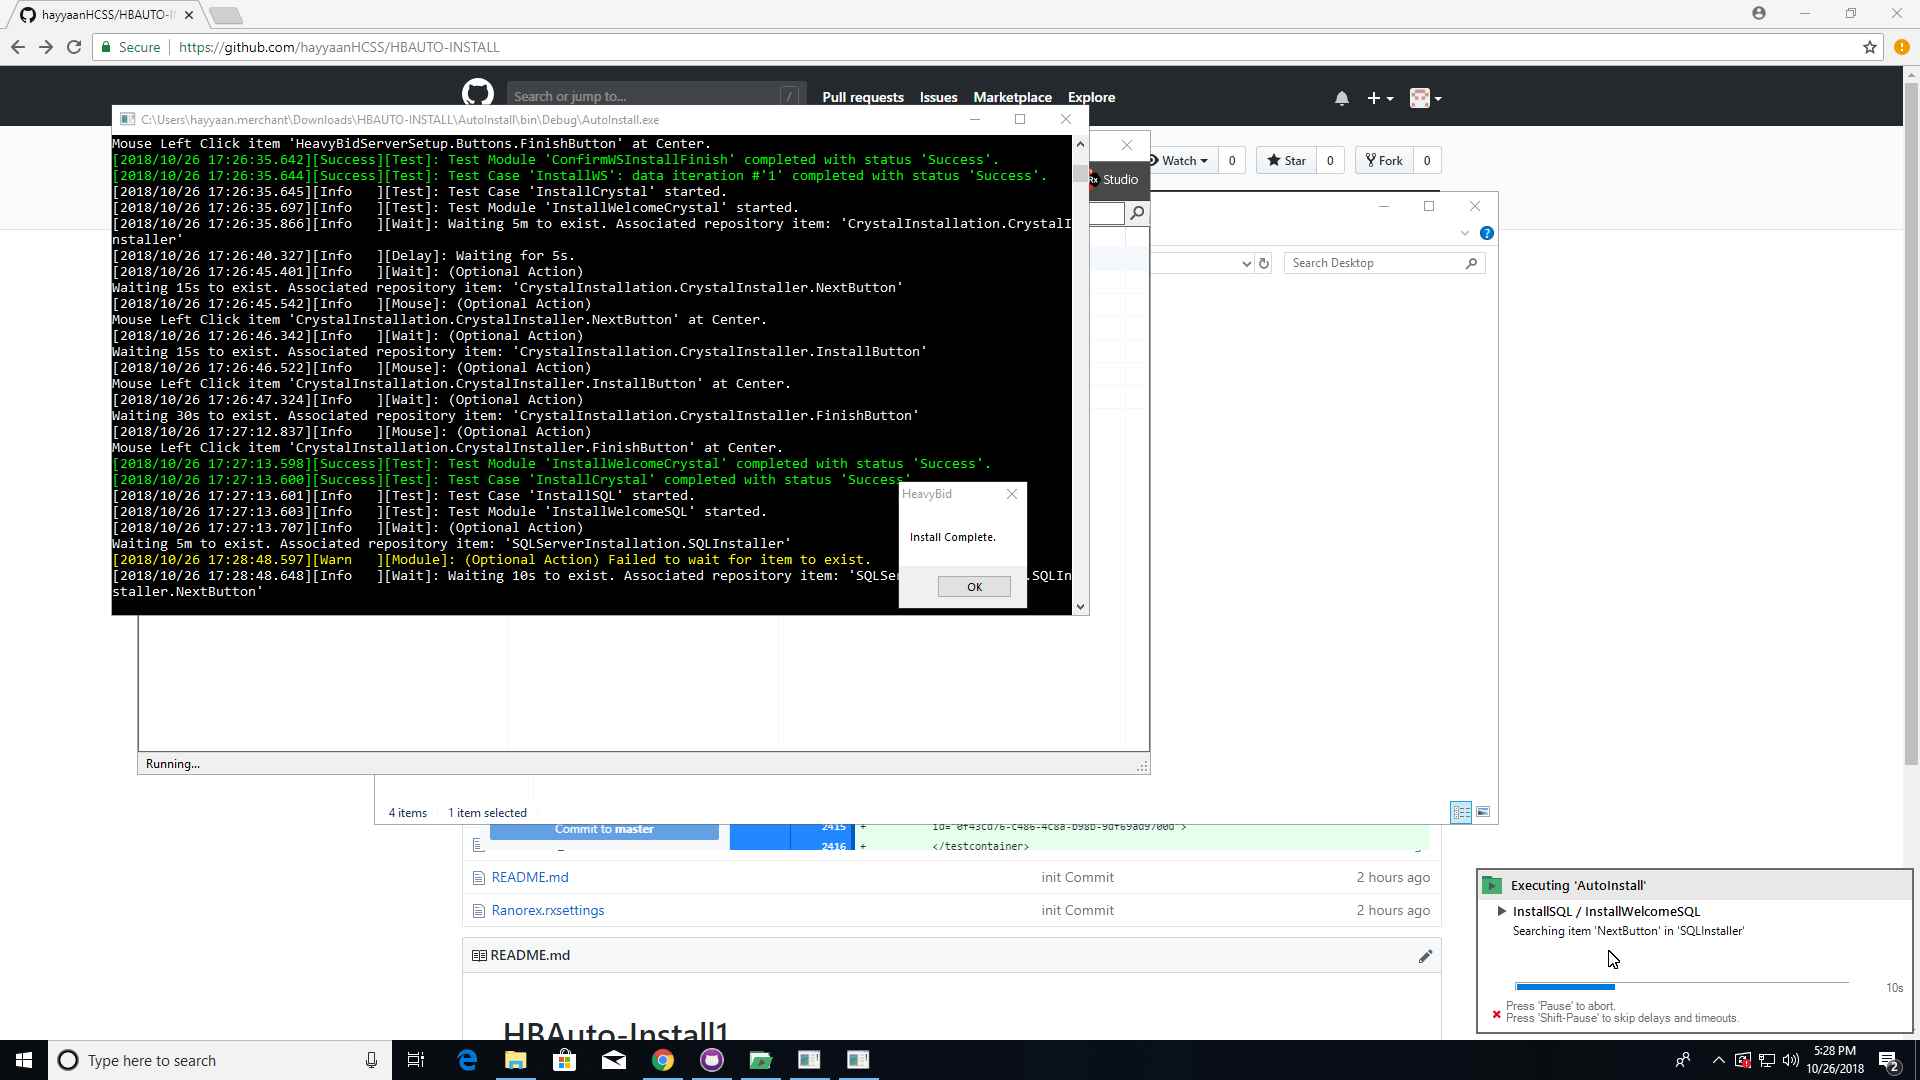 hayyaanHCSS/HBAUTO-I
Secure
https://github.com/hayyaanHCSS/HBAUTO-INSTALL
Search or jump to...
/
Pull requests
Issues
Marketplace
Explore
C:\Users\hayyaan.merchant\Downloads\HBAUTO-INSTALL\AutoInstall\bin\Debug\AutoInstall.exe
Mouse Left Click item 'HeavyBidServerSetup.Buttons.FinishButton' at Center.
[2018/10/26 17:26:35.642][Success][Test]: Test Module 'ConfirmWSInstallFinish' completed with status 'Success'.
[2018/10/26 17:26:35.644][Success][Test]: Test Case 'InstallWS': data iteration #'1' completed with status 'Success'.
[2018/10/26 17:26:35.645][Info   ][Test]: Test Case 'InstallCrystal' started.
[2018/10/26 17:26:35.697][Info   ][Test]: Test Module 'InstallWelcomeCrystal' started.
[2018/10/26 17:26:35.866][Info   ][Wait]: Waiting 5m to exist. Associated repository item: 'CrystalInstallation.CrystalI
nstaller'
[2018/10/26 17:26:40.327][Info   ][Delay]: Waiting for 5s.
[2018/10/26 17:26:45.401][Info   ][Wait]: (Optional Action)
Waiting 15s to exist. Associated repository item: 'CrystalInstallation.CrystalInstaller.NextButton'
[2018/10/26 17:26:45.542][Info   ][Mouse]: (Optional Action)
Mouse Left Click item 'CrystalInstallation.CrystalInstaller.NextButton' at Center.
[2018/10/26 17:26:46.342][Info   ][Wait]: (Optional Action)
Waiting 15s to exist. Associated repository item: 'CrystalInstallation.CrystalInstaller.InstallButton'
[2018/10/26 17:26:46.522][Info   ][Mouse]: (Optional Action)
Mouse Left Click item 'CrystalInstallation.CrystalInstaller.InstallButton' at Center.
[2018/10/26 17:26:47.324][Info   ][Wait]: (Optional Action)
Waiting 30s to exist. Associated repository item: 'CrystalInstallation.CrystalInstaller.FinishButton'
[2018/10/26 17:27:12.837][Info   ][Mouse]: (Optional Action)
Mouse Left Click item 'CrystalInstallation.CrystalInstaller.FinishButton' at Center.
[2018/10/26 17:27:13.598][Success][Test]: Test Module 'InstallWelcomeCrystal' completed with status 'Success'.
[2018/10/26 17:27:13.600][Success][Test]: Test Case 'InstallCrystal' completed with status 'Success'
[2018/10/26 17:27:13.601][Info   ][Test]: Test Case 'InstallSQL' started.
[2018/10/26 17:27:13.603][Info   ][Test]: Test Module 'InstallWelcomeSQL' started.
[2018/10/26 17:27:13.707][Info   ][Wait]: (Optional Action)
Waiting 5m to exist. Associated repository item: 'SQLServerInstallation.SQLInstaller'
[2018/10/26 17:28:48.597][Warn   ][Module]: (Optional Action) Failed to wait for item to exist.
[2018/10/26 17:28:48.648][Info   ][Wait]: Waiting 10s to exist. Associated repository item: 'SQLSe .SQLIn
staller.NextButton'
HeavyBid
Install Complete.
OK
Watch
0
Star
0
Fork
0
Rx Studio
Search Desktop
Running...
4 items
1 item selected
Commit to master
2415
+
id="0f43cd76-c486-4c8a-b98b-9df69ad9700d">
2416
+
</testcontainer>
README.md
init Commit
2 hours ago
Ranorex.rxsettings
init Commit
2 hours ago
README.md
HBAuto-Install1
Executing 'AutoInstall'
InstallSQL / InstallWelcomeSQL
Searching item 'NextButton' in 'SQLInstaller'
10s
Press 'Pause' to abort.
Press 'Shift-Pause' to skip delays and timeouts.
Type here to search
5:28 PM
10/26/2018
2